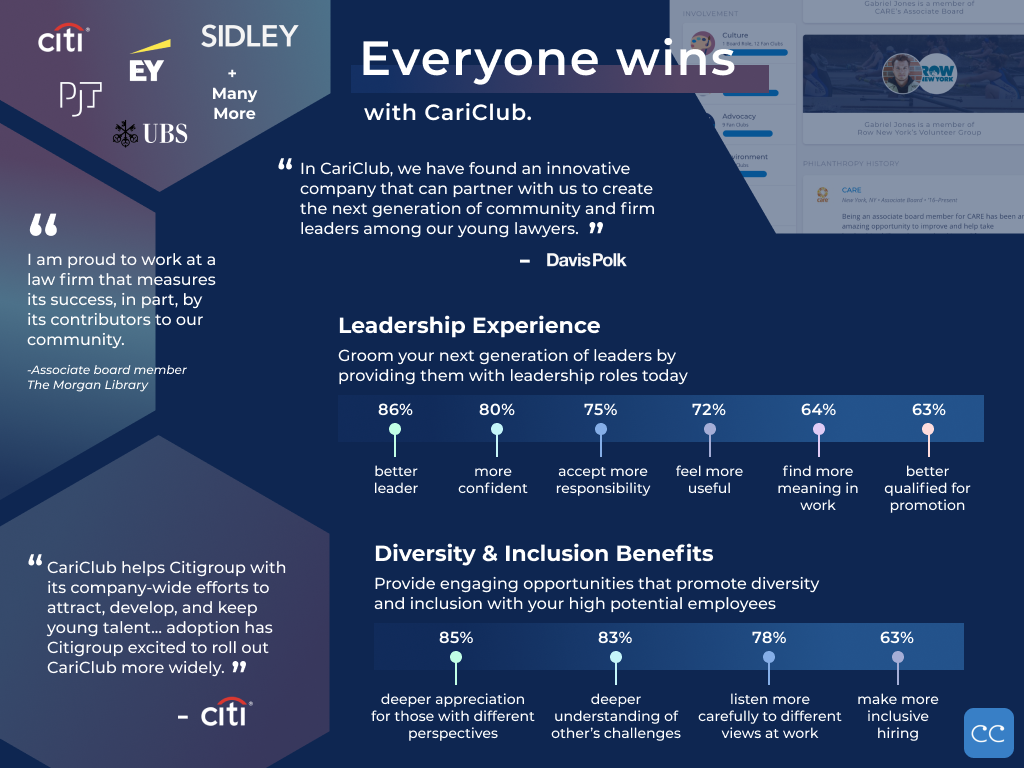 citi
SIDLEY
EY
+
Many
More
PJT
UBS
Everyone wins
with CariClub.
INVOLVEMENT
Culture
1 Board Ride, 12 Fan Clubs
Advocacy
9 Fan Clubs
Gabriel Jones is a member of
CARE's Associate Board
ROW
NEW YORK
Gabriel Jones is a member of
Row New York's Volunteer Group
PHILANTHROPY HISTORY
care
CARE
New York, NY • Associate Board • '16–Present
Being an associate board member for CARE has been an
amazing opportunity to improve and help take
“ In CariClub, we have found an innovative
company that can partner with us to create
the next generation of community and firm
leaders among our young lawyers. ”
– Davis Polk
“
I am proud to work at a
law firm that measures
its success, in part, by
its contributors to our
community.
-Associate board member
The Morgan Library
Leadership Experience
Groom your next generation of leaders by
providing them with leadership roles today
86% 80% 75% 72% 64% 63%
better more accept more feel more find more better
leader confident responsibility useful meaning in qualified for
work promotion
“ CariClub helps Citigroup with
its company-wide efforts to
attract, develop, and keep
young talent... adoption has
Citigroup excited to roll out
CariClub more widely. ”
– citi
Diversity & Inclusion Benefits
Provide engaging opportunities that promote diversity
and inclusion with your high potential employees
85% 83% 78% 63%
deeper appreciation deeper listen more make more
for those with different understanding of carefully to different inclusive
perspectives other's challenges views at work hiring
CC